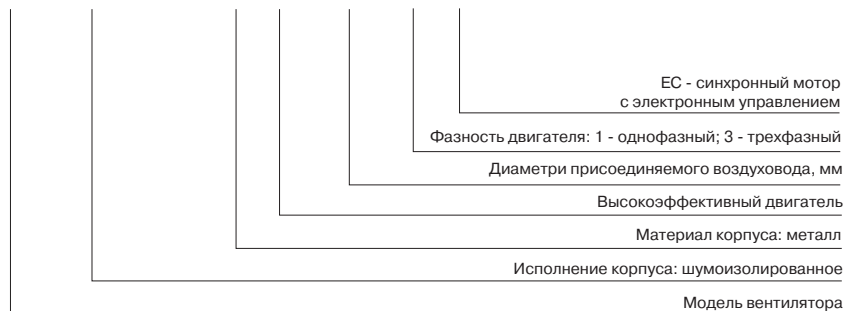 ЕС - синхронный мотор
с электронным управлением
Фазность двигателя: 1 - однофазный; 3 - трехфазный
Диаметри присоединяемого воздуховода, мм
Высокоэффективный двигатель
Материал корпуса: металл
Исполнение корпуса: шумоизолированное
Модель вентилятора